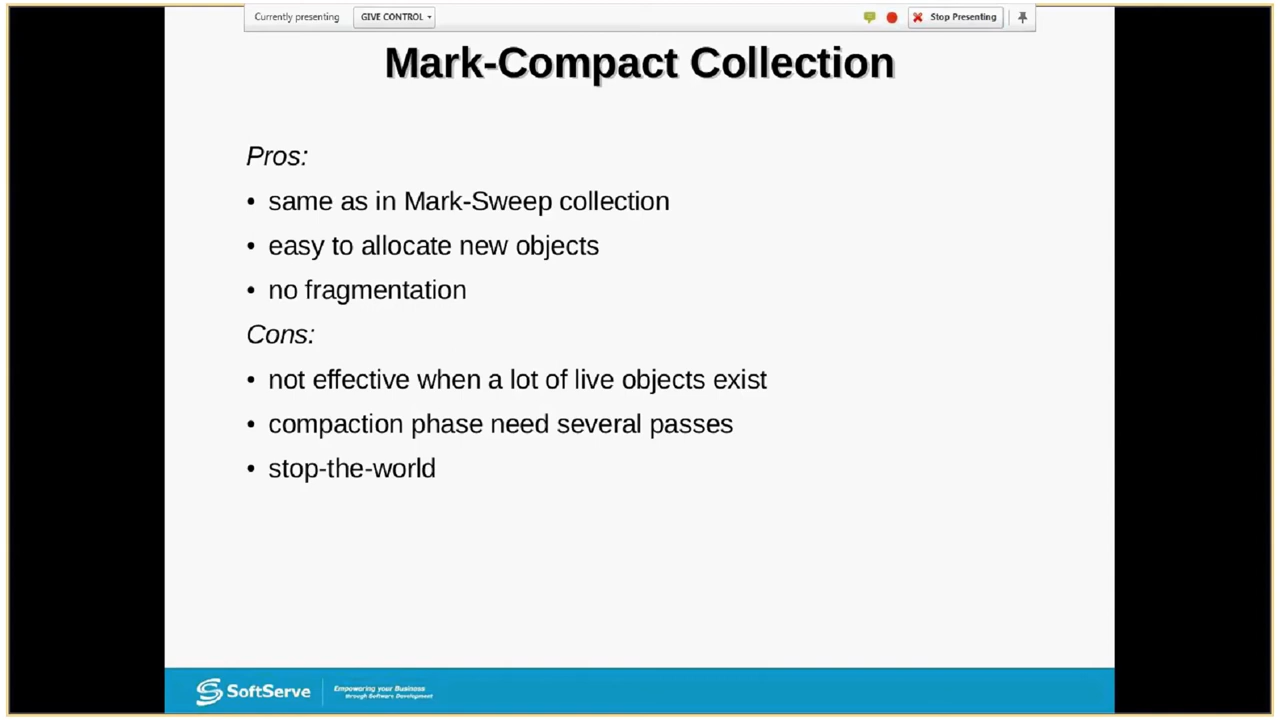 Currently presenting GIVE CONTROL Stop Presenting
Mark-Compact Collection
Pros:
• same as in Mark-Sweep collection
• easy to allocate new objects
• no fragmentation
Cons:
• not effective when a lot of live objects exist
• compaction phase need several passes
• stop-the-world
SoftServe
Empowering your Business
through Software Development